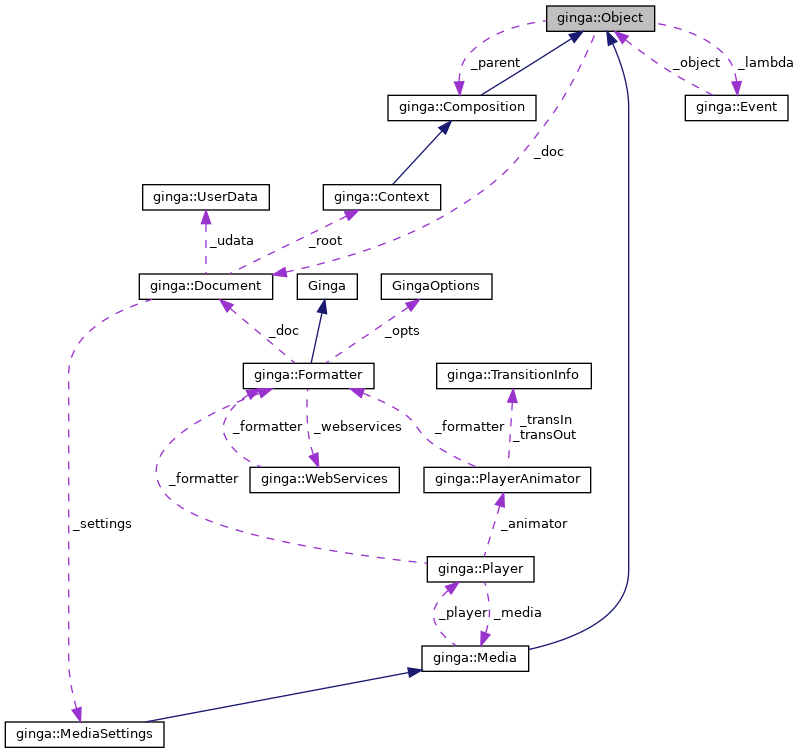 ginga::Object
_parent
_object
_lambda
ginga::Composition
ginga::Event
_doc
ginga::UserData
ginga::Context
_udata
_root
ginga::Document
Ginga
GingaOptions
_doc
_opts
ginga::Formatter
ginga::TransitionInfo
_formatter
_webservices
_formatter
_transIn
_transOut
_formatter
ginga::WebServices
ginga::PlayerAnimator
_settings
_animator
ginga::Player
_player
_media
ginga::Media
ginga::MediaSettings